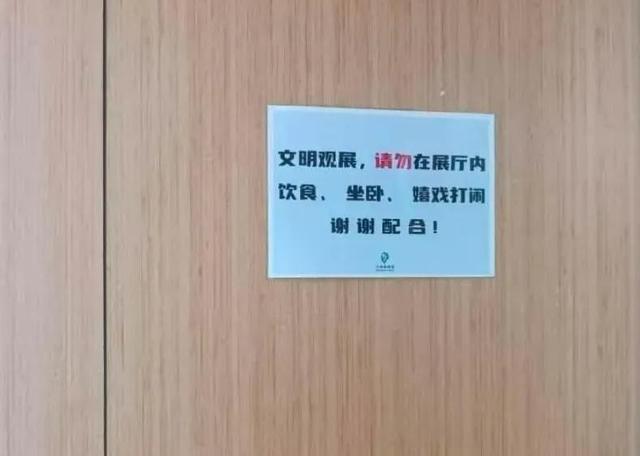 文明观展，请勿在展厅内
饮食、坐卧、嬉戏打闹
谢谢配合！